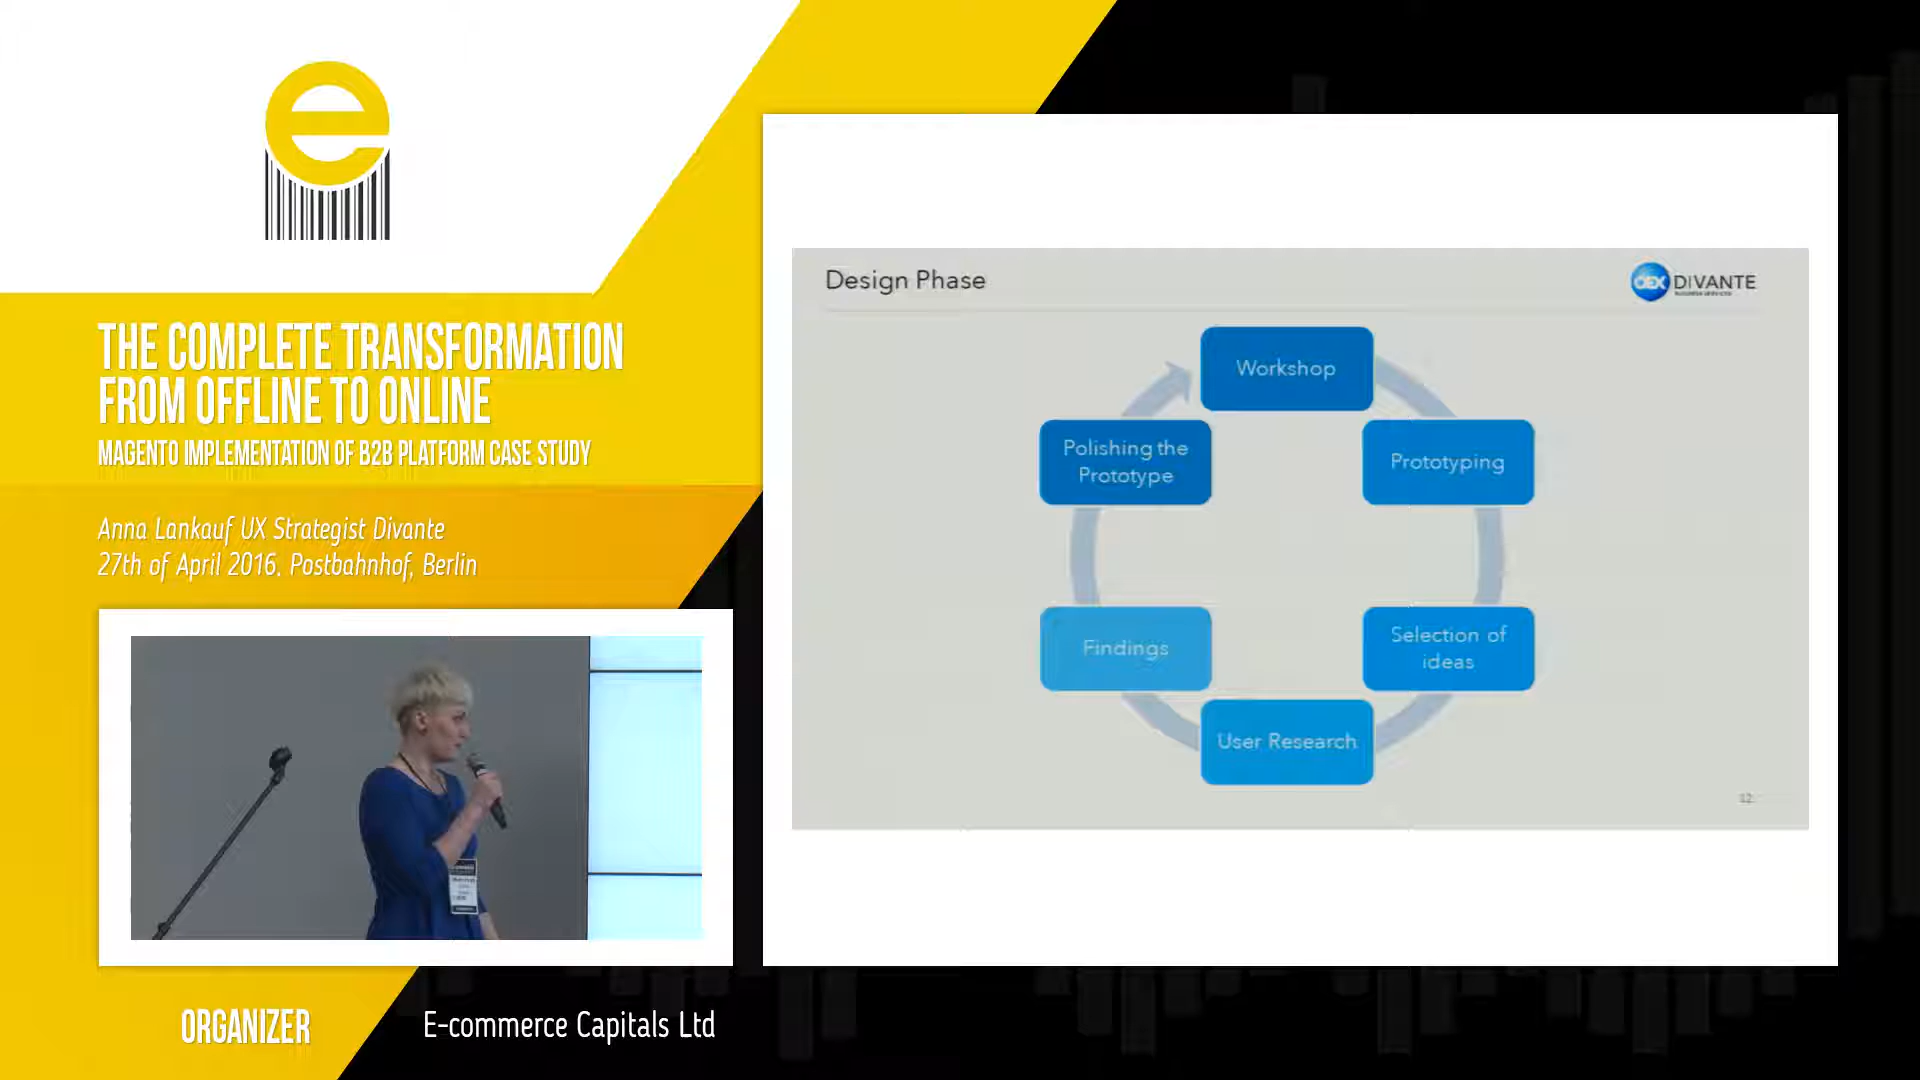 THE COMPLETE TRANSFORMATION
FROM OFFLINE TO ONLINE
MAGENTO IMPLEMENTATION OF B2B PLATFORM CASE STUDY
Anna Lankauf UX Strategist Divante
27th of April 2016. Postbahnhof, Berlin
ORGANIZER
E-commerce Capitals Ltd
Design Phase
OEX DIVANTE
Workshop
Polishing the
Prototype
Prototyping
Findings
Selection of
ideas
User Research
12